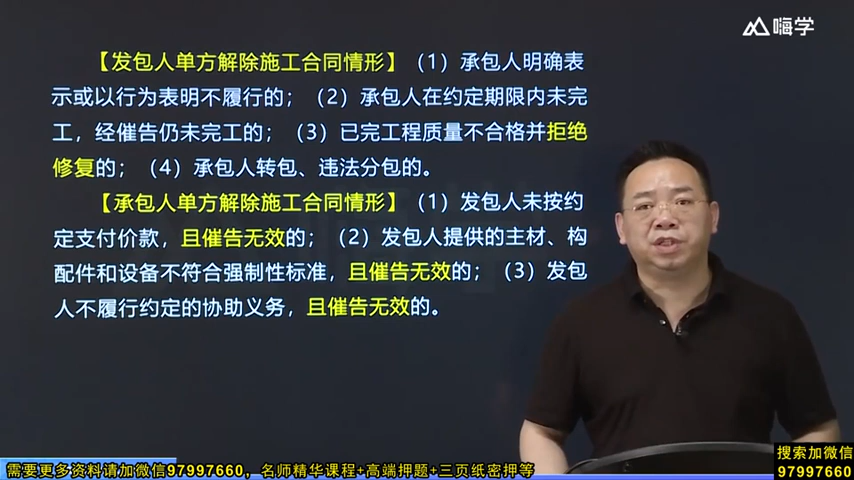 嗨学
【发包人单方解除施工合同情形】（1）承包人明确表
示或以行为表明不履行的；（2）承包人在约定期限内未完
工，经催告仍未完工的；（3）已完工程质量不合格并拒绝
修复的；（4）承包人转包、违法分包的。
【承包人单方解除施工合同情形】（1）发包人未按约
定支付价款，且催告无效的；（2）发包人提供的主材、构
配件和设备不符合强制性标准，且催告无效的；（3）发包
人不履行约定的协助义务，且催告无效的。
需要更多资料请加微信97997660，名师精华课程+高端押题+三页纸密押等
搜索加微信
97997660